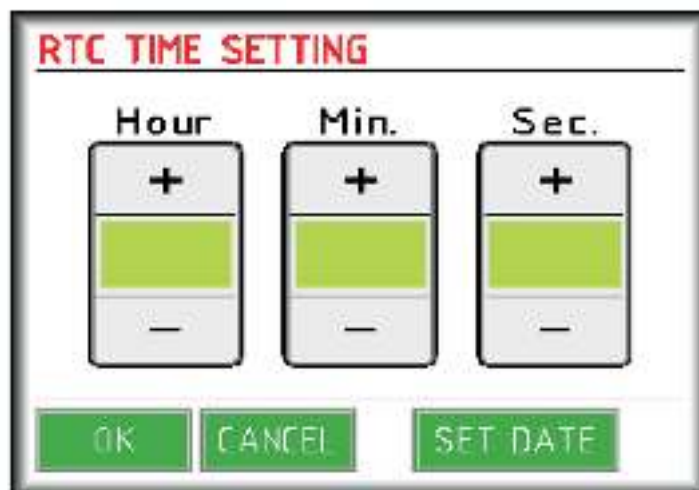 RTC TIME SETTING
Hour Min. Sec.
+ + +
− − −
OK CANCEL SET DATE